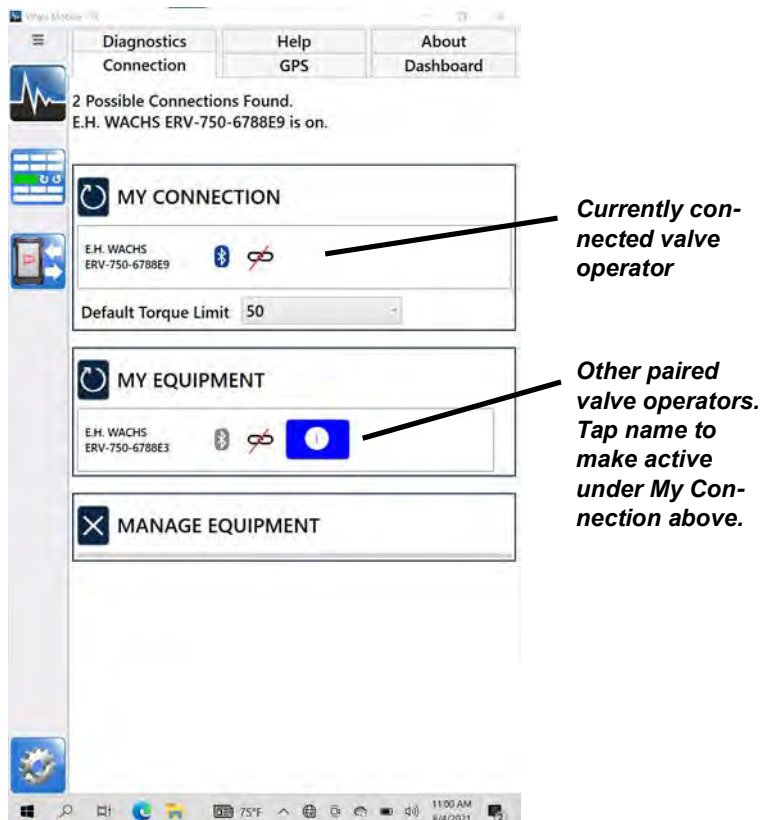 Diagnostics Help About
Connection GPS Dashboard
2 Possible Connections Found.
E.H. WACHS ERV-750-6788E9 is on.
MY CONNECTION
E.H. WACHS
ERV-750-6788E9
Default Torque Limit 50
MY EQUIPMENT
E.H. WACHS
ERV-750-6788E3
MANAGE EQUIPMENT
75°F
11:00 AM
8/4/2021
Currently con-
nected valve
operator
Other paired
valve operators.
Tap name to
make active
under My Con-
nection above.